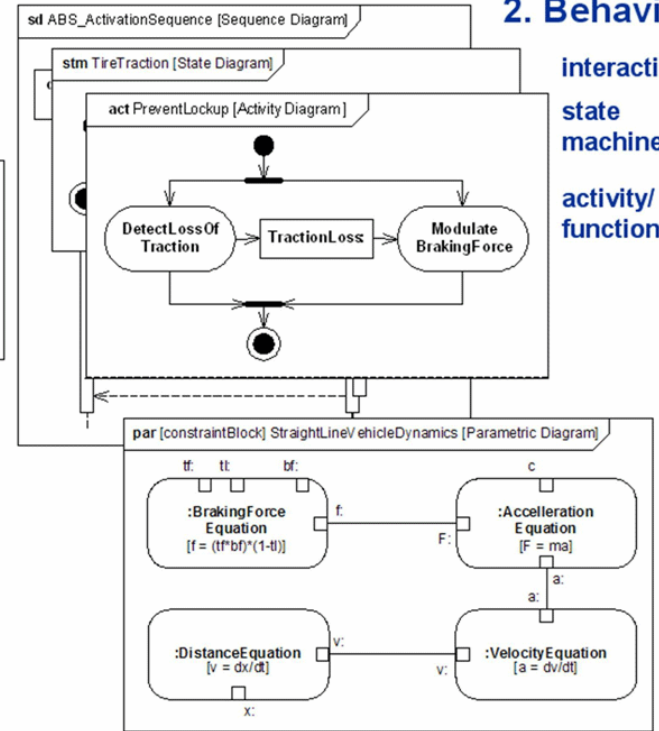 2. Behavi
sd ABS_ActivationSequence [Sequence Diagram]
interacti
stm TireTraction [State Diagram]
state
machine
act PreventLockup [Activity Diagram]
activity/
function
DetectLossOf
Traction
TractionLoss:
Modulate
BrakingForce
par [constraintBlock] StraightLineVehicleDynamics [Parametric Diagram]
tf:
tl:
bf:
c
:BrakingForce
Equation
[f = (tf*bf)*(1-tl)]
f:
F:
:Accelleration
Equation
[F = ma]
a:
a:
:DistanceEquation
[v = dx/dt]
v:
v:
:VelocityEquation
[a = dv/dt]
x: